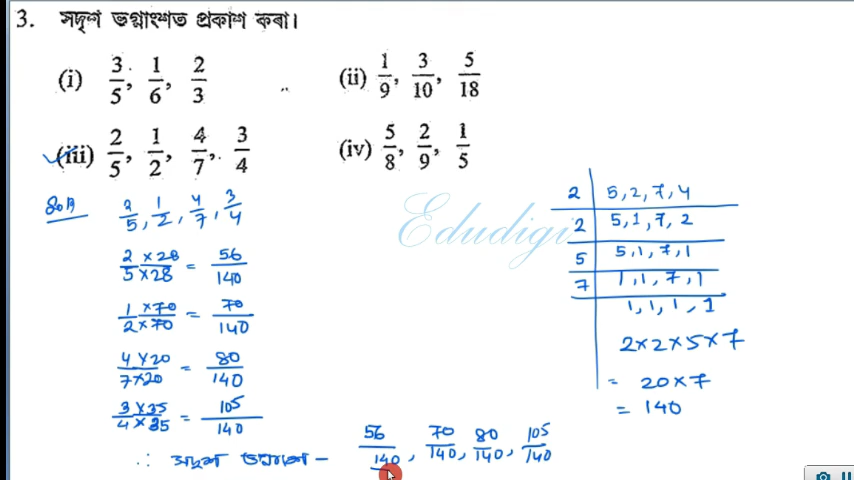 3. সদৃশ ভগ্নাংশত প্ৰকাশ কৰা।
(i) 3/5, 1/6, 2/3 (ii) 1/9, 3/10, 5/18
(iii) 2/5, 1/2, 4/7, 3/4 (iv) 5/8, 2/9, 1/5
Edudigi
2/5, 1/2, 4/7, 3/4
2×28/5×28 = 56/140
1×70/2×70 = 70/140
4×20/7×20 = 80/140
3×35/4×35 = 105/140
∴ সদৃশ ভগ্নাংশ – 56/140, 70/140, 80/140, 105/140
2 | 5, 2, 7, 4
2 | 5, 1, 7, 2
5 | 5, 1, 7, 1
7 | 1, 1, 7, 1
1, 1, 1, 1
2×2×5×7
= 20×7
= 140